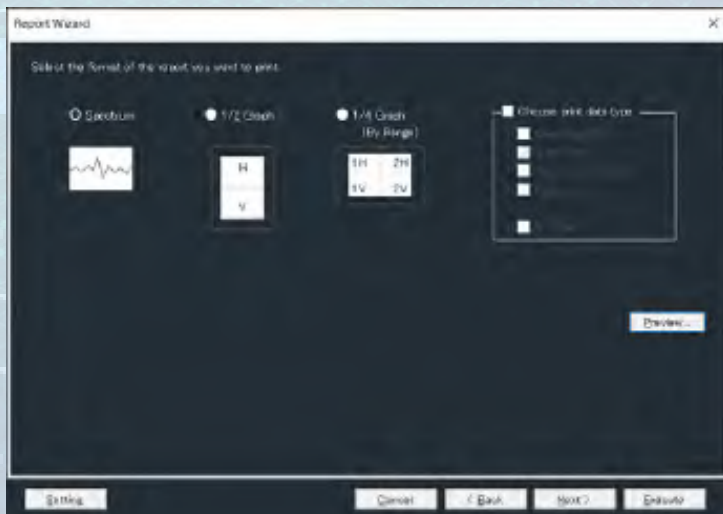 Report Wizard
Select the format of the report you want to print.
Spectrum
1/2 Graph
1/4 Graph
(By Range)
Choose print data type
H
V
1H 2H
1V 2V
Preview...
Setting
Cancel
< Back
Next >
Execute